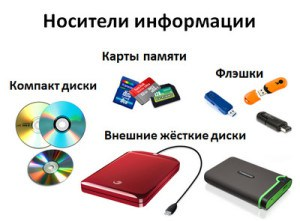 Носители информации
Карты памяти
Флэшки
Компакт диски
Внешние жёсткие диски